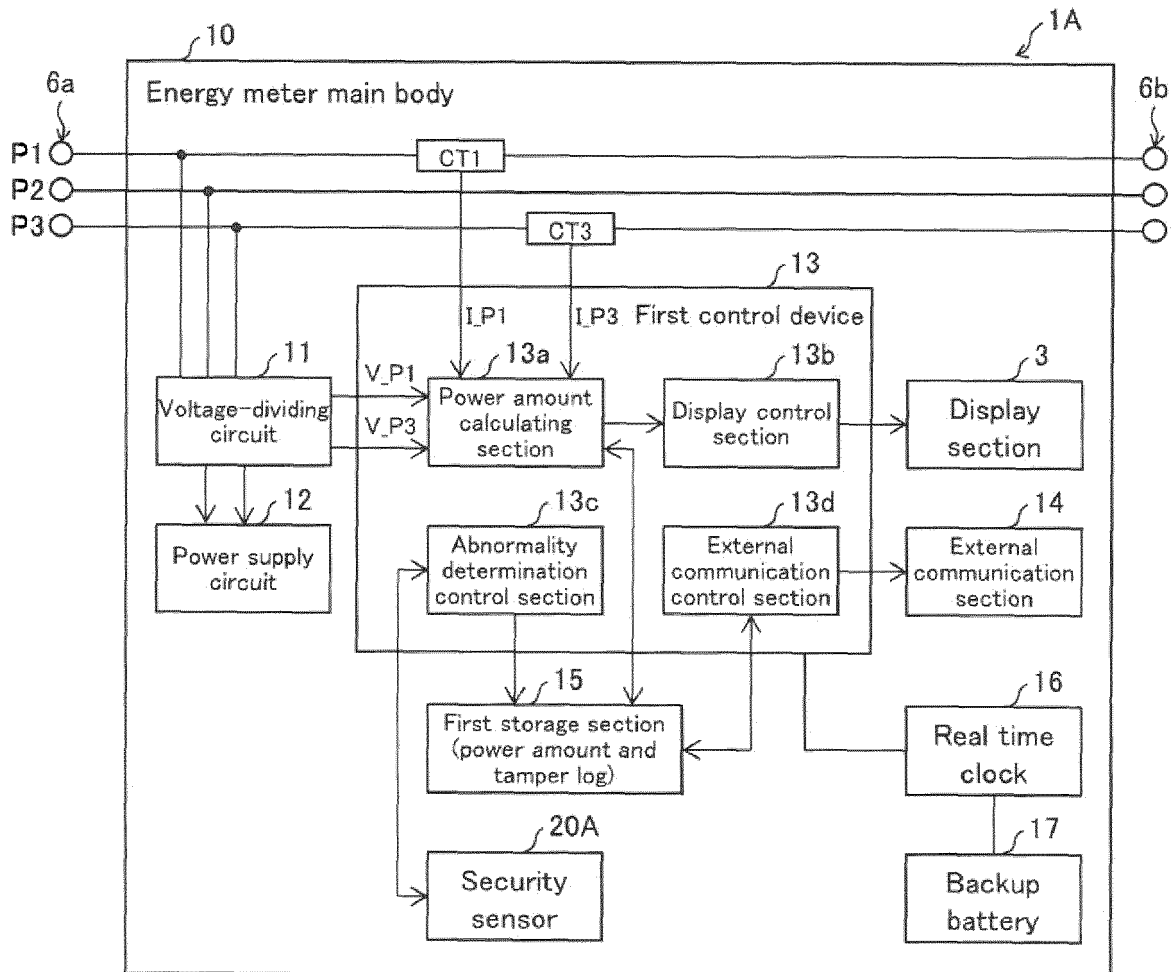 1A
10
6a
Energy meter main body
6b
P1
CT1
P2
P3
CT3
13
I_P1
I_P3
First control device
11
V_P1
13a
13b
3
Voltage-dividing
circuit
V_P3
Power amount
calculating
section
Display control
section
Display
section
12
13c
13d
14
Power supply
circuit
Abnormality
determination
control section
External
communication
control section
External
communication
section
15
16
First storage section
(power amount and
tamper log)
Real time
clock
20A
17
Security
sensor
Backup
battery